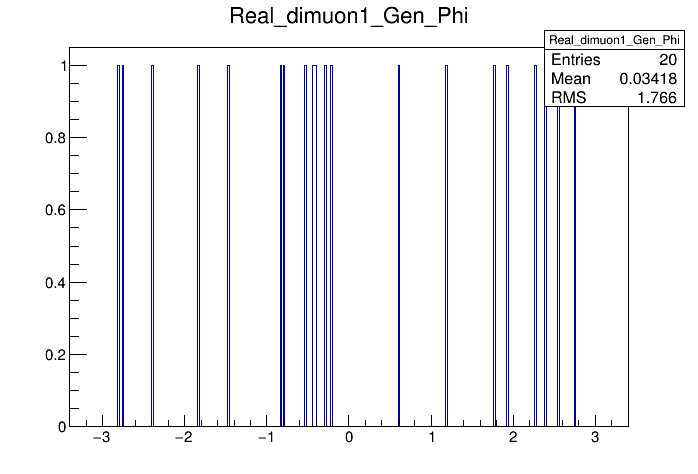 Real_dimuon1_Gen_Phi
Real_dimuon1_Gen_Phi
Entries 20
Mean 0.03418
RMS 1.766
1
0.8
0.6
0.4
0.2
0
−3 −2 −1 0 1 2 3